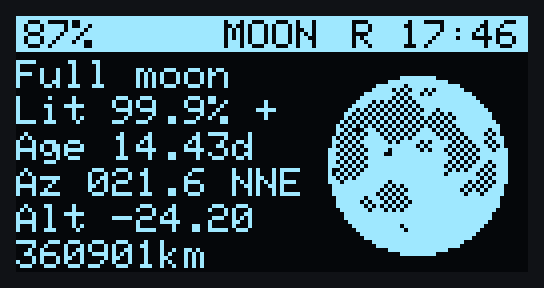 87% MOON R 17:46
Full moon
Lit 99.9% +
Age 14.43d
Az 021.6 NNE
Alt -24.20
360901km